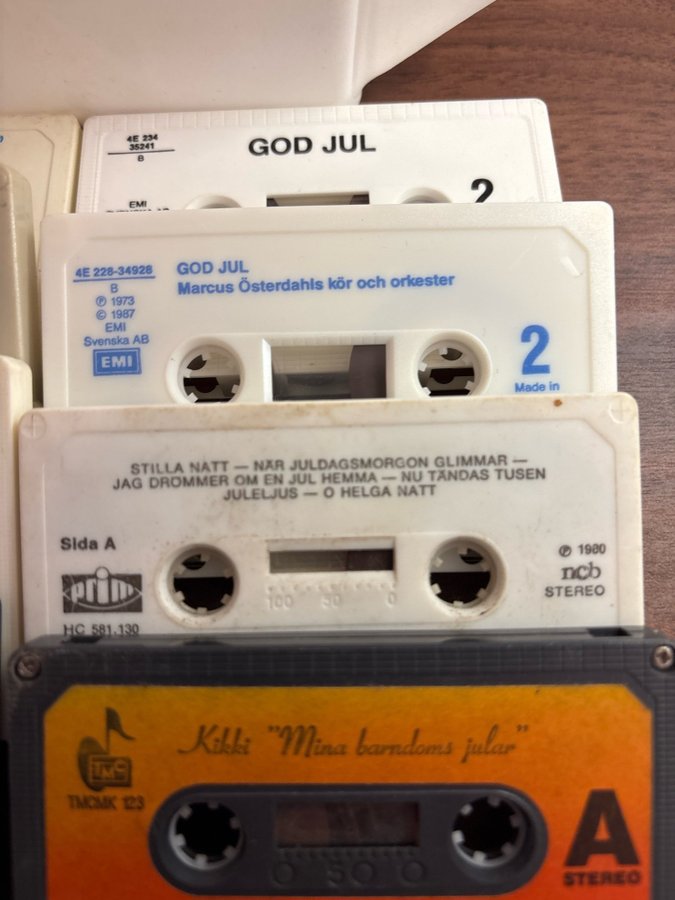 4E 234
35241
B
GOD JUL
EMI
2
4E 228-34928
B
℗ 1973
© 1987
EMI
Svenska AB
EMI
GOD JUL
Marcus Österdahls kör och orkester
2
Made in
STILLA NATT — NÄR JULDAGSMORGON GLIMMAR —
JAG DRÖMMER OM EN JUL HEMMA — NU TÄNDAS TUSEN
JULELJUS — O HELGA NATT
Sida A
prim
HC 581.130
100 50 0
℗ 1980
ncb
STEREO
Kikki "Mina barndoms jular"
TMC
TMCMK 123
0 50 0
A
STEREO